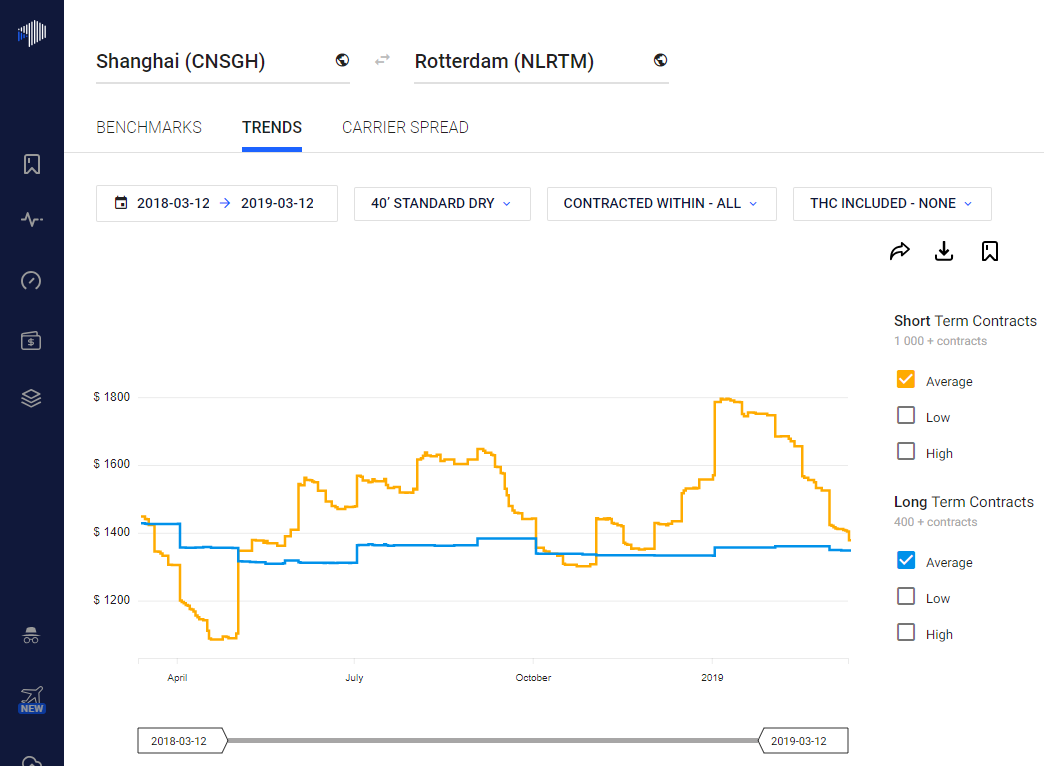 Shanghai (CNSGH) Rotterdam (NLRTM)
BENCHMARKS TRENDS CARRIER SPREAD
2018-03-12 → 2019-03-12 40’ STANDARD DRY CONTRACTED WITHIN - ALL THC INCLUDED - NONE
Short Term Contracts
1 000 + contracts
Average
Low
High
Long Term Contracts
400 + contracts
Average
Low
High
$ 1800
$ 1600
$ 1400
$ 1200
April July October 2019
2018-03-12 2019-03-12
NEW